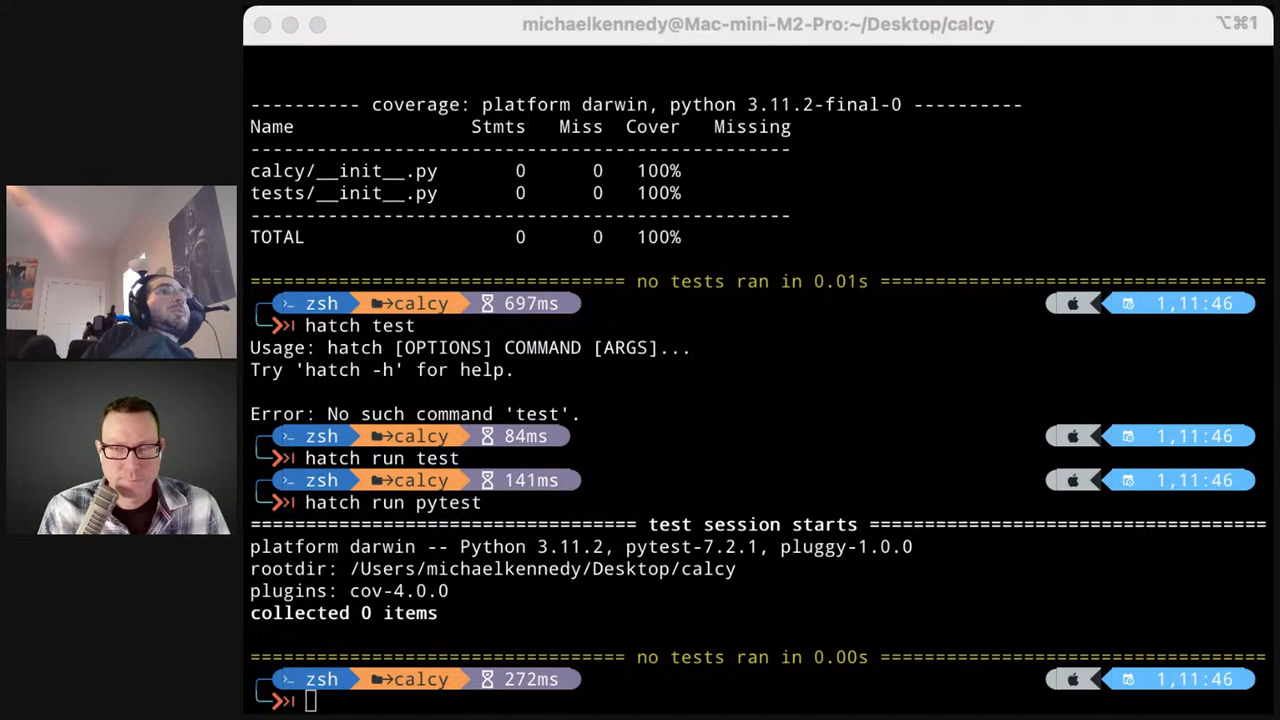 michaelkennedy@Mac-mini-M2-Pro:~/Desktop/calcy ⌥⌘1
---------- coverage: platform darwin, python 3.11.2-final-0 ----------
Name Stmts Miss Cover Missing
-------------------------------------------------
calcy/__init__.py 0 0 100%
tests/__init__.py 0 0 100%
-------------------------------------------------
TOTAL 0 0 100%
================================== no tests ran in 0.01s ====================================
zsh calcy 697ms 1,11:46
hatch test
Usage: hatch [OPTIONS] COMMAND [ARGS]...
Try 'hatch -h' for help.
Error: No such command 'test'.
zsh calcy 84ms 1,11:46
hatch run test
zsh calcy 141ms 1,11:46
hatch run pytest
=================================== test session starts ====================================
platform darwin -- Python 3.11.2, pytest-7.2.1, pluggy-1.0.0
rootdir: /Users/michaelkennedy/Desktop/calcy
plugins: cov-4.0.0
collected 0 items
================================== no tests ran in 0.00s ====================================
zsh calcy 272ms 1,11:46